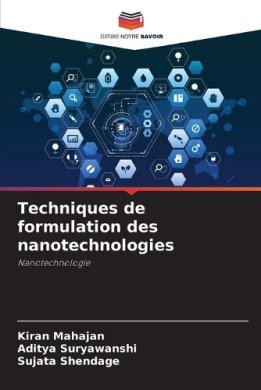 EDITIONS NOTRE SAVOIR
Techniques de
formulation des
nanotechnologies
Nanotechnologie
Kiran Mahajan
Aditya Suryawanshi
Sujata Shendage